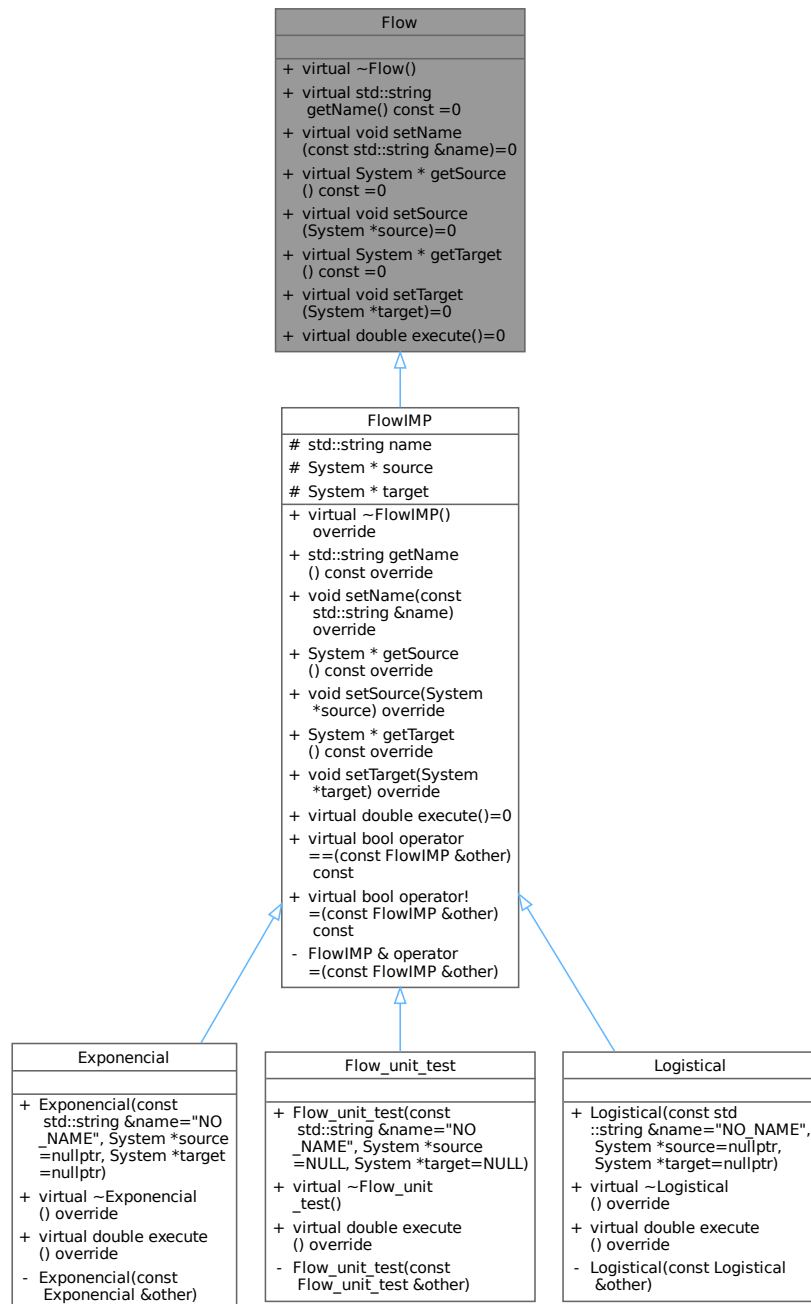 Flow
+ virtual ~Flow()
+ virtual std::string
getName() const =0
+ virtual void setName
(const std::string &name)=0
+ virtual System * getSource
() const =0
+ virtual void setSource
(System *source)=0
+ virtual System * getTarget
() const =0
+ virtual void setTarget
(System *target)=0
+ virtual double execute()=0
FlowIMP
# std::string name
# System * source
# System * target
+ virtual ~FlowIMP()
override
+ std::string getName
() const override
+ void setName(const
std::string &name)
override
+ System * getSource
() const override
+ void setSource(System
*source) override
+ System * getTarget
() const override
+ void setTarget(System
*target) override
+ virtual double execute()=0
+ virtual bool operator
==(const FlowIMP &other)
const
+ virtual bool operator!
=(const FlowIMP &other)
const
- FlowIMP & operator
=(const FlowIMP &other)
Exponencial
+ Exponencial(const
std::string &name="NO
_NAME", System *source
=nullptr, System *target
=nullptr)
+ virtual ~Exponencial
() override
+ virtual double execute
() override
- Exponencial(const
Exponencial &other)
Flow_unit_test
+ Flow_unit_test(const
std::string &name="NO
_NAME", System *source
=NULL, System *target=NULL)
+ virtual ~Flow_unit
_test()
+ virtual double execute
() override
- Flow_unit_test(const
Flow_unit_test &other)
Logistical
+ Logistical(const std
::string &name="NO_NAME",
System *source=nullptr,
System *target=nullptr)
+ virtual ~Logistical
() override
+ virtual double execute
() override
- Logistical(const Logistical
&other)